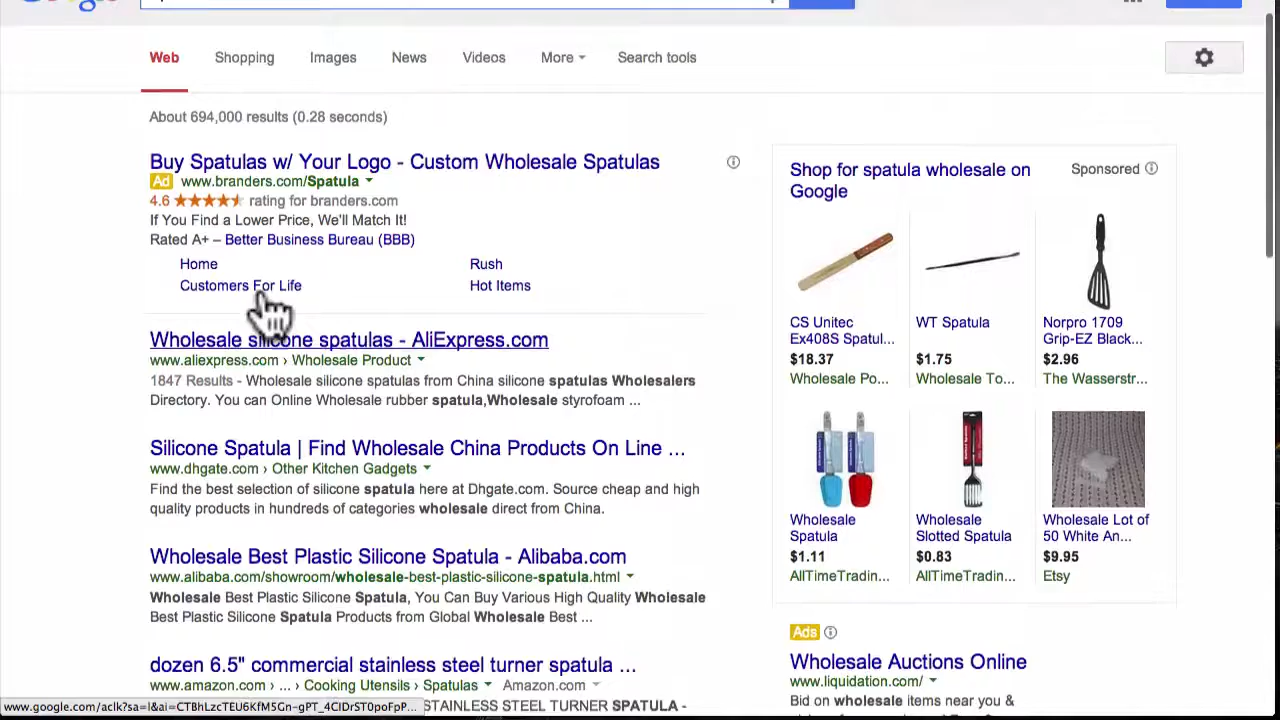 Web Shopping Images News Videos More Search tools
About 694,000 results (0.28 seconds)
Buy Spatulas w/ Your Logo - Custom Wholesale Spatulas
Ad www.branders.com/Spatula
4.6 rating for branders.com
If You Find a Lower Price, We'll Match It!
Rated A+ – Better Business Bureau (BBB)
Home Rush
Customers For Life Hot Items
Wholesale silicone spatulas - AliExpress.com
www.aliexpress.com › Wholesale Product
1847 Results - Wholesale silicone spatulas from China silicone spatulas Wholesalers
Directory. You can Online Wholesale rubber spatula,Wholesale styrofoam ...
Silicone Spatula | Find Wholesale China Products On Line ...
www.dhgate.com › Other Kitchen Gadgets
Find the best selection of silicone spatula here at Dhgate.com. Source cheap and high
quality products in hundreds of categories wholesale direct from China.
Wholesale Best Plastic Silicone Spatula - Alibaba.com
www.alibaba.com/showroom/wholesale-best-plastic-silicone-spatula.html
Wholesale Best Plastic Silicone Spatula, You Can Buy Various High Quality Wholesale
Best Plastic Silicone Spatula Products from Global Wholesale Best ...
dozen 6.5" commercial stainless steel turner spatula ...
www.amazon.com › ... › Cooking Utensils › Spatulas Amazon.com
STAINLESS STEEL TURNER SPATULA -
Shop for spatula wholesale on
Google
Sponsored
CS Unitec
Ex408S Spatul...
$18.37
Wholesale Po...
WT Spatula
$1.75
Wholesale To...
Norpro 1709
Grip-EZ Black...
$2.96
The Wasserstr...
Wholesale
Spatula
$1.11
AllTimeTradin...
Wholesale
Slotted Spatula
$0.83
AllTimeTradin...
Wholesale Lot of
50 White An...
$9.95
Etsy
Ads
Wholesale Auctions Online
www.liquidation.com/
Bid on wholesale items near you &